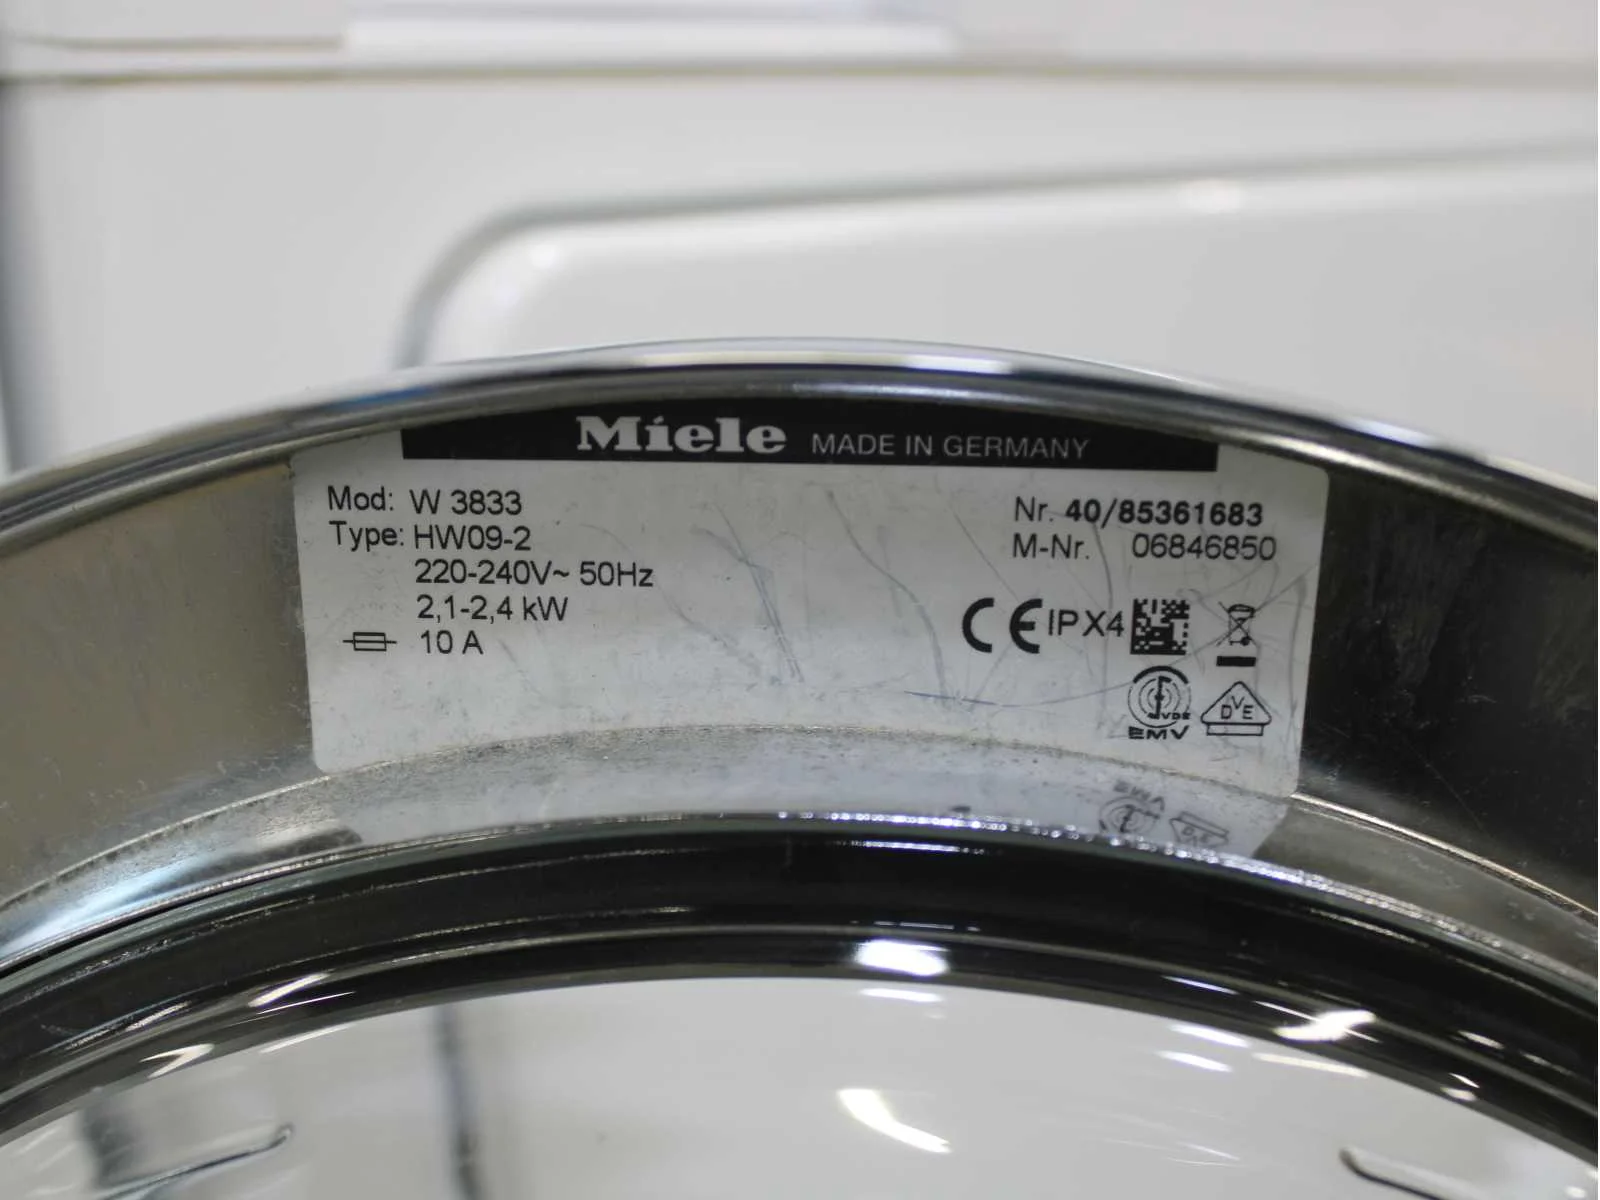 Miele MADE IN GERMANY
Mod: W 3833
Type: HW09-2
220-240V~ 50Hz
2,1-2,4 kW
10 A
Nr. 40/85361683
M-Nr. 06846850
CE IPX4
VDE
EMV
DVE